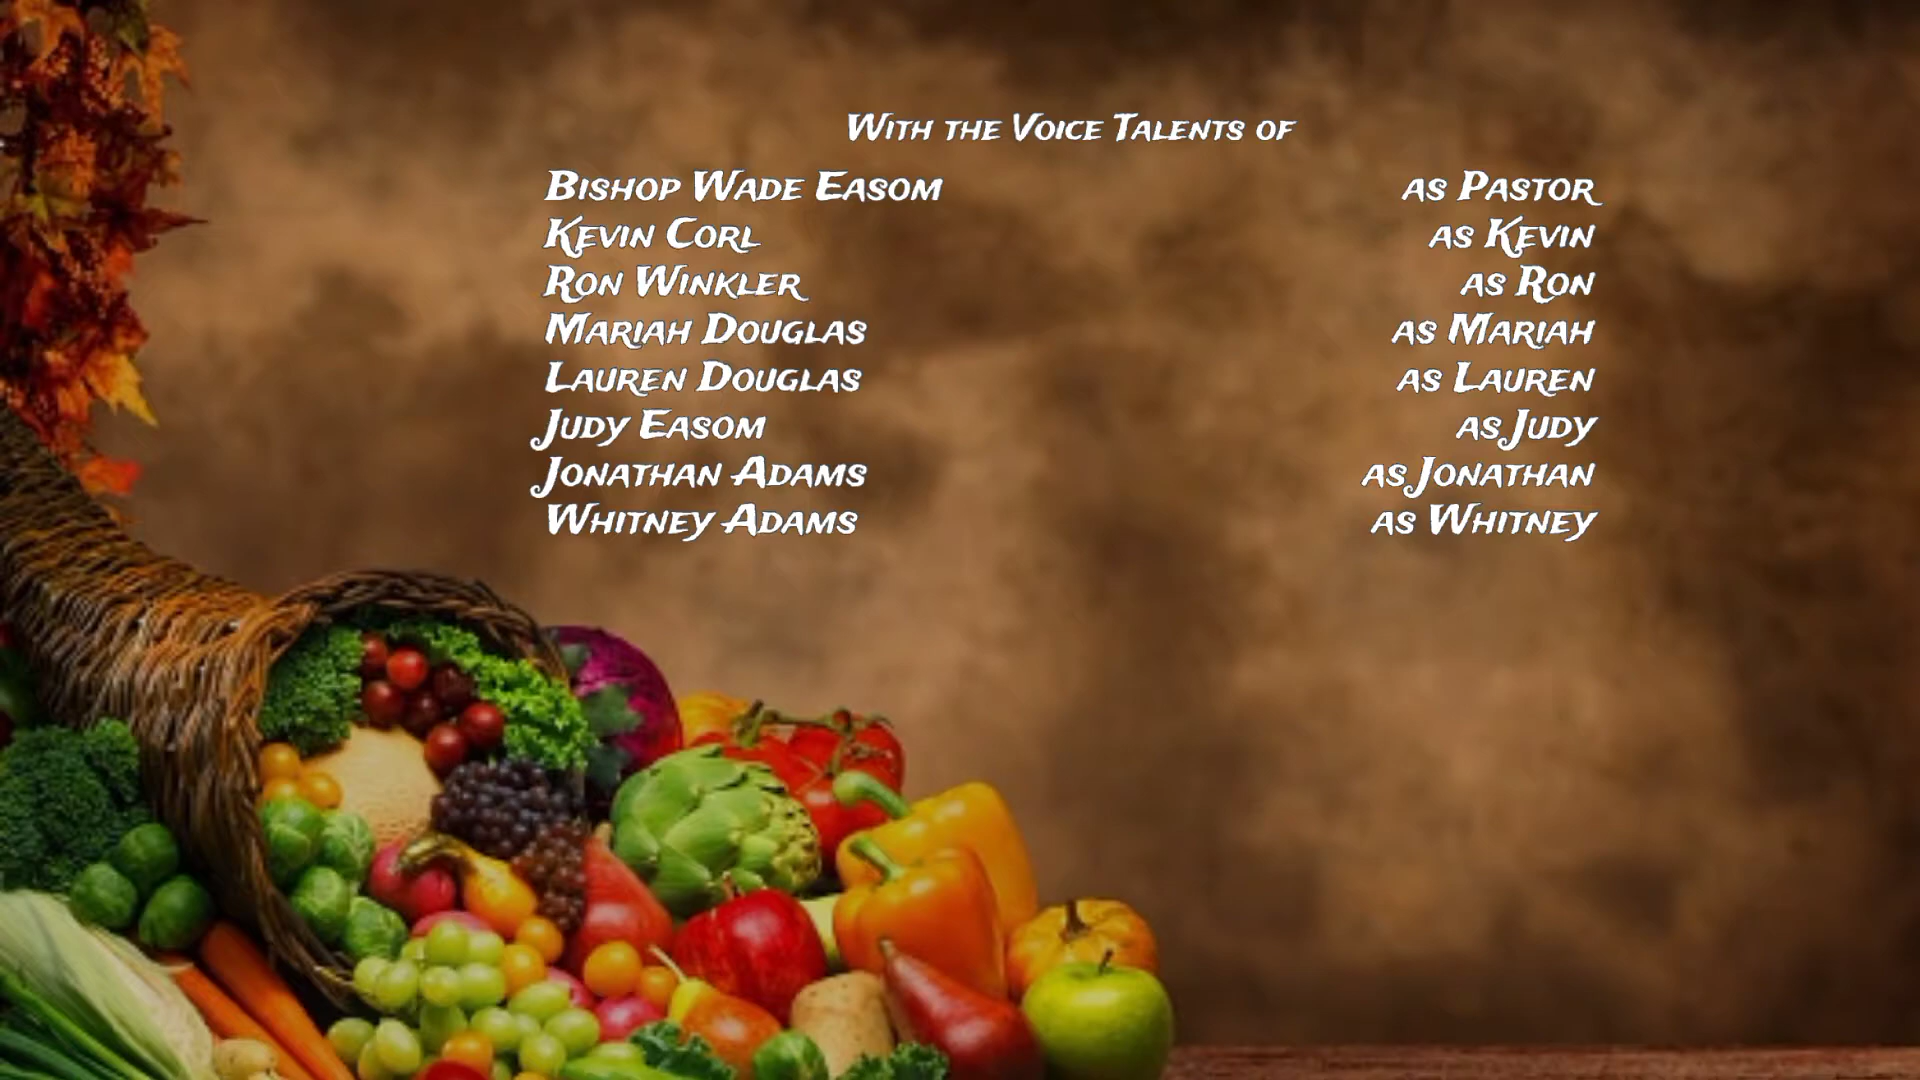 With the Voice Talents of
Bishop Wade Easom as Pastor
Kevin Corl as Kevin
Ron Winkler as Ron
Mariah Douglas as Mariah
Lauren Douglas as Lauren
Judy Easom as Judy
Jonathan Adams as Jonathan
Whitney Adams as Whitney